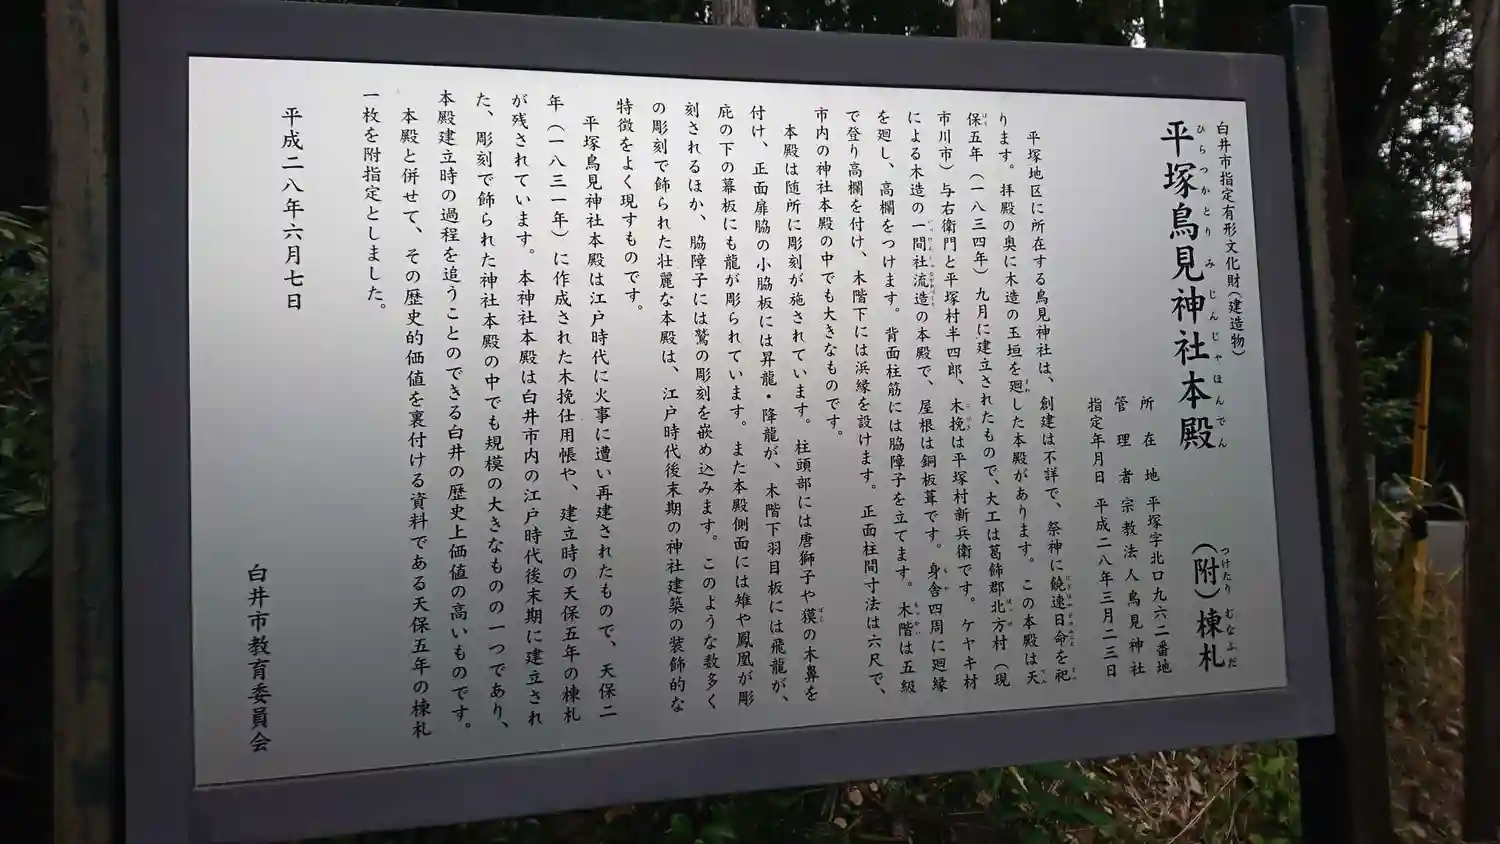 白井市指定有形文化財(建造物)
平塚鳥見神社本殿(附)棟札
ひらつかとりみじんじゃほんでん つけたり むなふだ
所在地 平塚字北口九六二番地
管理者 宗教法人鳥見神社
指定年月日 平成二八年三月二三日
平塚地区に所在する鳥見神社は、創建は不詳で、祭神に饒速日命を祀
ります。拝殿の奥に木造の玉垣を廻した本殿があります。この本殿は天
保五年(一八三四年)九月に建立されたもので、大工は葛飾郡北方村(現
市川市)与右衛門と平塚村半四郎、木挽は平塚村新兵衛です。ケヤキ材
による木造の一間社流造の本殿で、屋根は銅板葺です。身舎四周に廻縁
を廻し、高欄をつけます。背面柱筋には脇障子を立てます。木階は五級
で登り高欄を付け、木階下には浜縁を設けます。正面柱間寸法は六尺で、
市内の神社本殿の中でも大きなものです。
本殿は随所に彫刻が施されています。柱頭部には唐獅子や獏の木鼻を
付け、正面扉脇の小脇板には昇龍・降龍が、木階下羽目板には飛龍が、
庇の下の幕板にも龍が彫られています。また本殿側面には雉や鳳凰が彫
刻されるほか、脇障子には鷲の彫刻を嵌め込みます。このような数多く
の彫刻で飾られた壮麗な本殿は、江戸時代後末期の神社建築の装飾的な
特徴をよく現すものです。
平塚鳥見神社本殿は江戸時代に火事に遭い再建されたもので、天保二
年(一八三一年)に作成された木挽仕用帳や、建立時の天保五年の棟札
が残されています。本神社本殿は白井市内の江戸時代後末期に建立され
た、彫刻で飾られた神社本殿の中でも規模の大きなものの一つであり、
本殿建立時の過程を追うことのできる白井の歴史上価値の高いものです。
本殿と併せて、その歴史的価値を裏付ける資料である天保五年の棟札
一枚を附指定としました。
平成二八年六月七日
白井市教育委員会